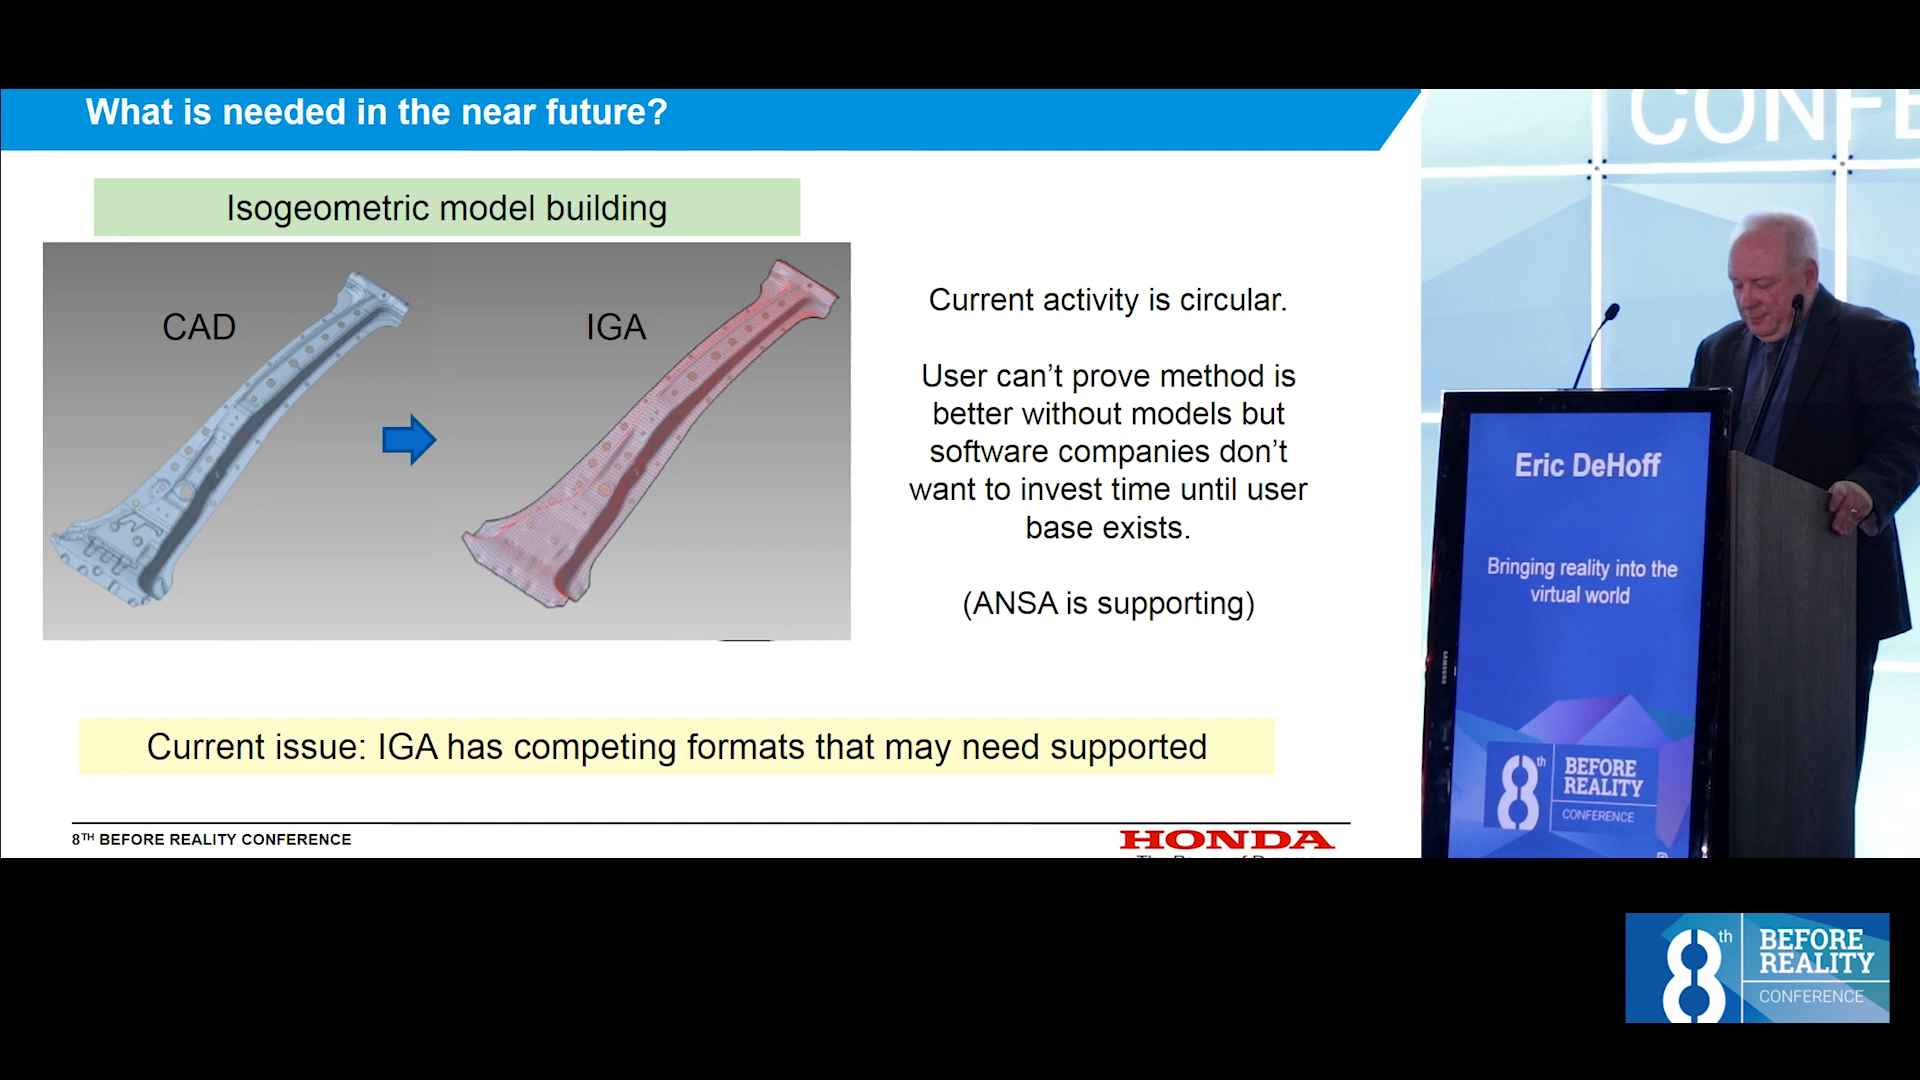 What is needed in the near future?
Isogeometric model building
CAD
IGA
Current activity is circular.
User can’t prove method is
better without models but
software companies don’t
want to invest time until user
base exists.
(ANSA is supporting)
Current issue: IGA has competing formats that may need supported
8TH BEFORE REALITY CONFERENCE
HONDA
CONFE
Eric DeHoff
Bringing reality into the
virtual world
8th
BEFORE
REALITY
CONFERENCE
SAMSUNG
8th
BEFORE
REALITY
CONFERENCE